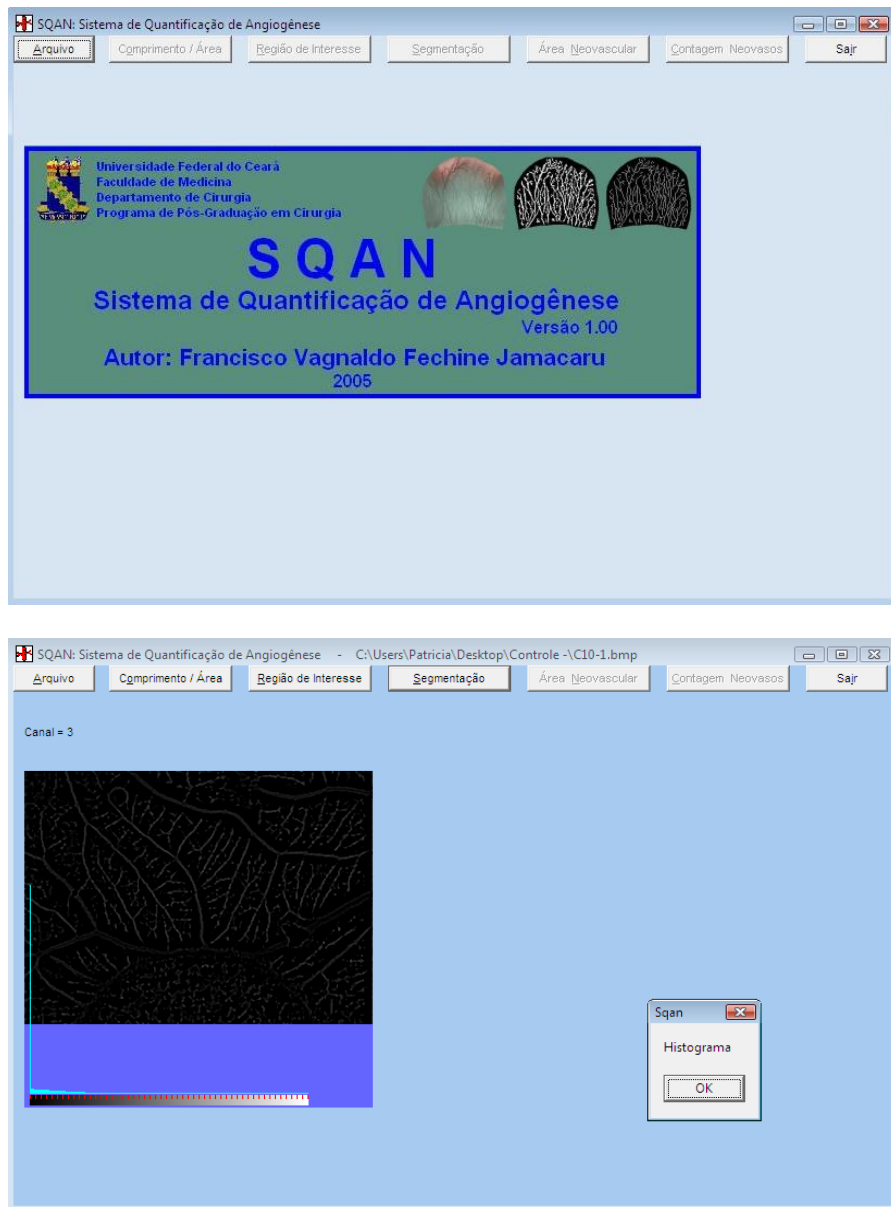 SQAN: Sistema de Quantificação de Angiogênese
Arquivo Comprimento / Área Região de Interesse Segmentação Área Neovascular Contagem Neovasos Sair
Universidade Federal do Ceará
Faculdade de Medicina
Departamento de Cirurgia
Programa de Pós-Graduação em Cirurgia
S Q A N
Sistema de Quantificação de Angiogênese
Versão 1.00
Autor: Francisco Vagnaldo Fechine Jamacaru
2005
SQAN: Sistema de Quantificação de Angiogênese - C:\Users\Patricia\Desktop\Controle -\C10-1.bmp
Arquivo Comprimento / Área Região de Interesse Segmentação Área Neovascular Contagem Neovasos Sair
Canal = 3
Sqan
Histograma
OK